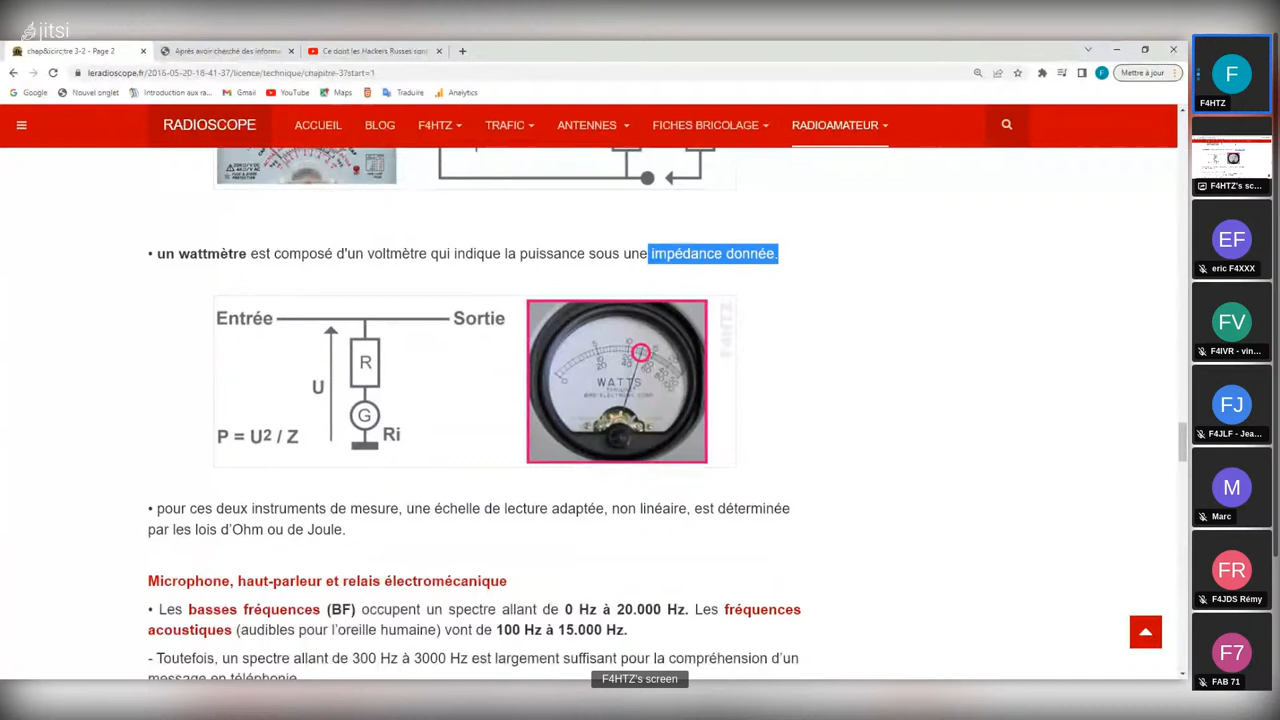 jitsi
chap&icirc;tre 3-2 - Page 2
Après avoir cherché des informa
Ce dont les Hackers Russes sont
leradioscope.fr/2016-05-20-18-41-37/licence/technique/chapitre-3?start=1
Mettre à jour
Google
Nouvel onglet
Introduction aux ra...
Gmail
YouTube
Maps
Traduire
Analytics
RADIOSCOPE
ACCUEIL
BLOG
F4HTZ
TRAFIC
ANTENNES
FICHES BRICOLAGE
RADIOAMATEUR
• un wattmètre est composé d'un voltmètre qui indique la puissance sous une impédance donnée.
Entrée
Sortie
R
U
G
Ri
P = U² / Z
WATTS
F4HTZ
• pour ces deux instruments de mesure, une échelle de lecture adaptée, non linéaire, est déterminée
par les lois d'Ohm ou de Joule.
Microphone, haut-parleur et relais électromécanique
• Les basses fréquences (BF) occupent un spectre allant de 0 Hz à 20.000 Hz. Les fréquences
acoustiques (audibles pour l'oreille humaine) vont de 100 Hz à 15.000 Hz.
- Toutefois, un spectre allant de 300 Hz à 3000 Hz est largement suffisant pour la compréhension d'un
message en téléphonie.
F4HTZ's screen
F
F4HTZ
F4HTZ's sc...
EF
eric F4XXX
FV
F4IVR - vin...
FJ
F4JLF - Jea...
M
Marc
FR
F4JDS Rémy
F7
FAB 71